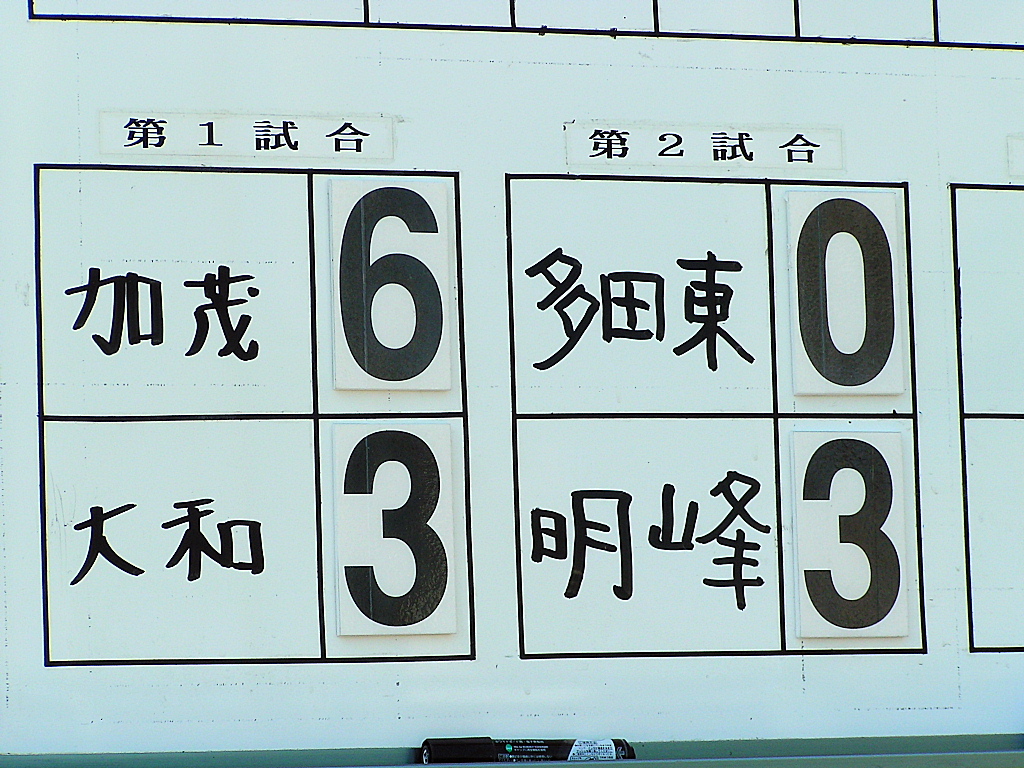 第1試合
加茂 6
大和 3
第2試合
多田東 0
明峰 3